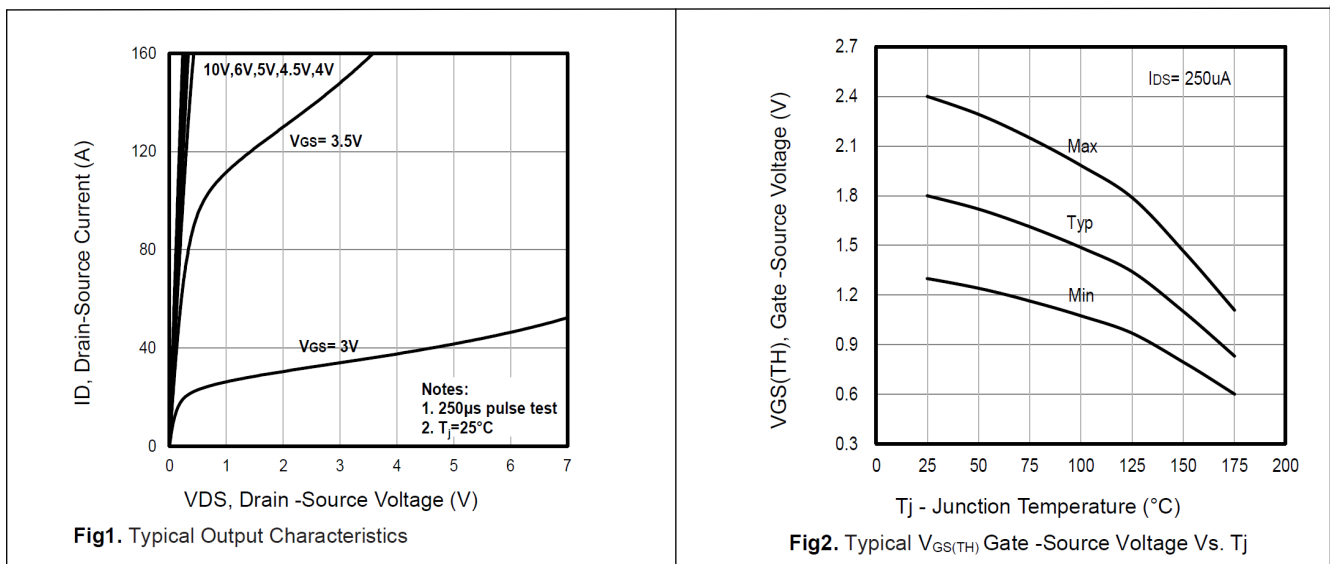 160
120
80
40
0
ID, Drain-Source Current (A)
10V,6V,5V,4.5V,4V
VGS= 3.5V
VGS= 3V
Notes:
1. 250µs pulse test
2. Tj=25°C
0 1 2 3 4 5 6 7
VDS, Drain -Source Voltage (V)
Fig1. Typical Output Characteristics
2.7
2.4
2.1
1.8
1.5
1.2
0.9
0.6
0.3
VGS(TH), Gate -Source Voltage (V)
IDS= 250uA
Max
Typ
Min
0 25 50 75 100 125 150 175 200
Tj - Junction Temperature (°C)
Fig2. Typical VGS(TH) Gate -Source Voltage Vs. Tj